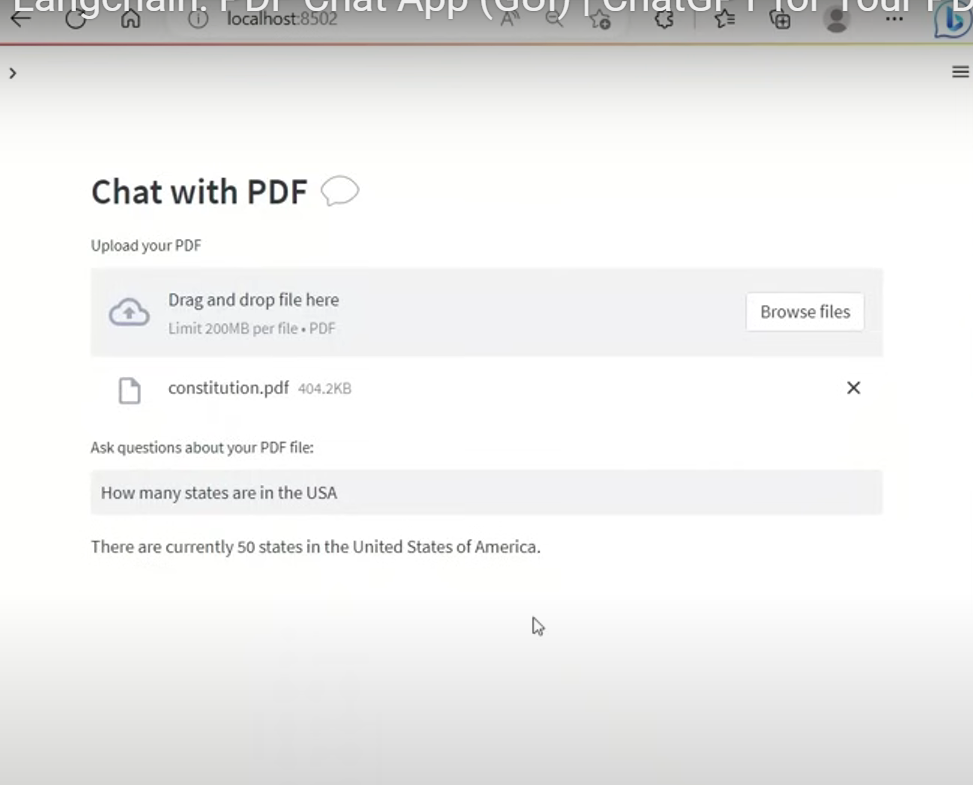 Langchain: PDF Chat App (GUI) | ChatGPT for Your PD
localhost:8502
Chat with PDF
Upload your PDF
Drag and drop file here
Limit 200MB per file • PDF
Browse files
constitution.pdf 404.2KB
Ask questions about your PDF file:
How many states are in the USA
There are currently 50 states in the United States of America.